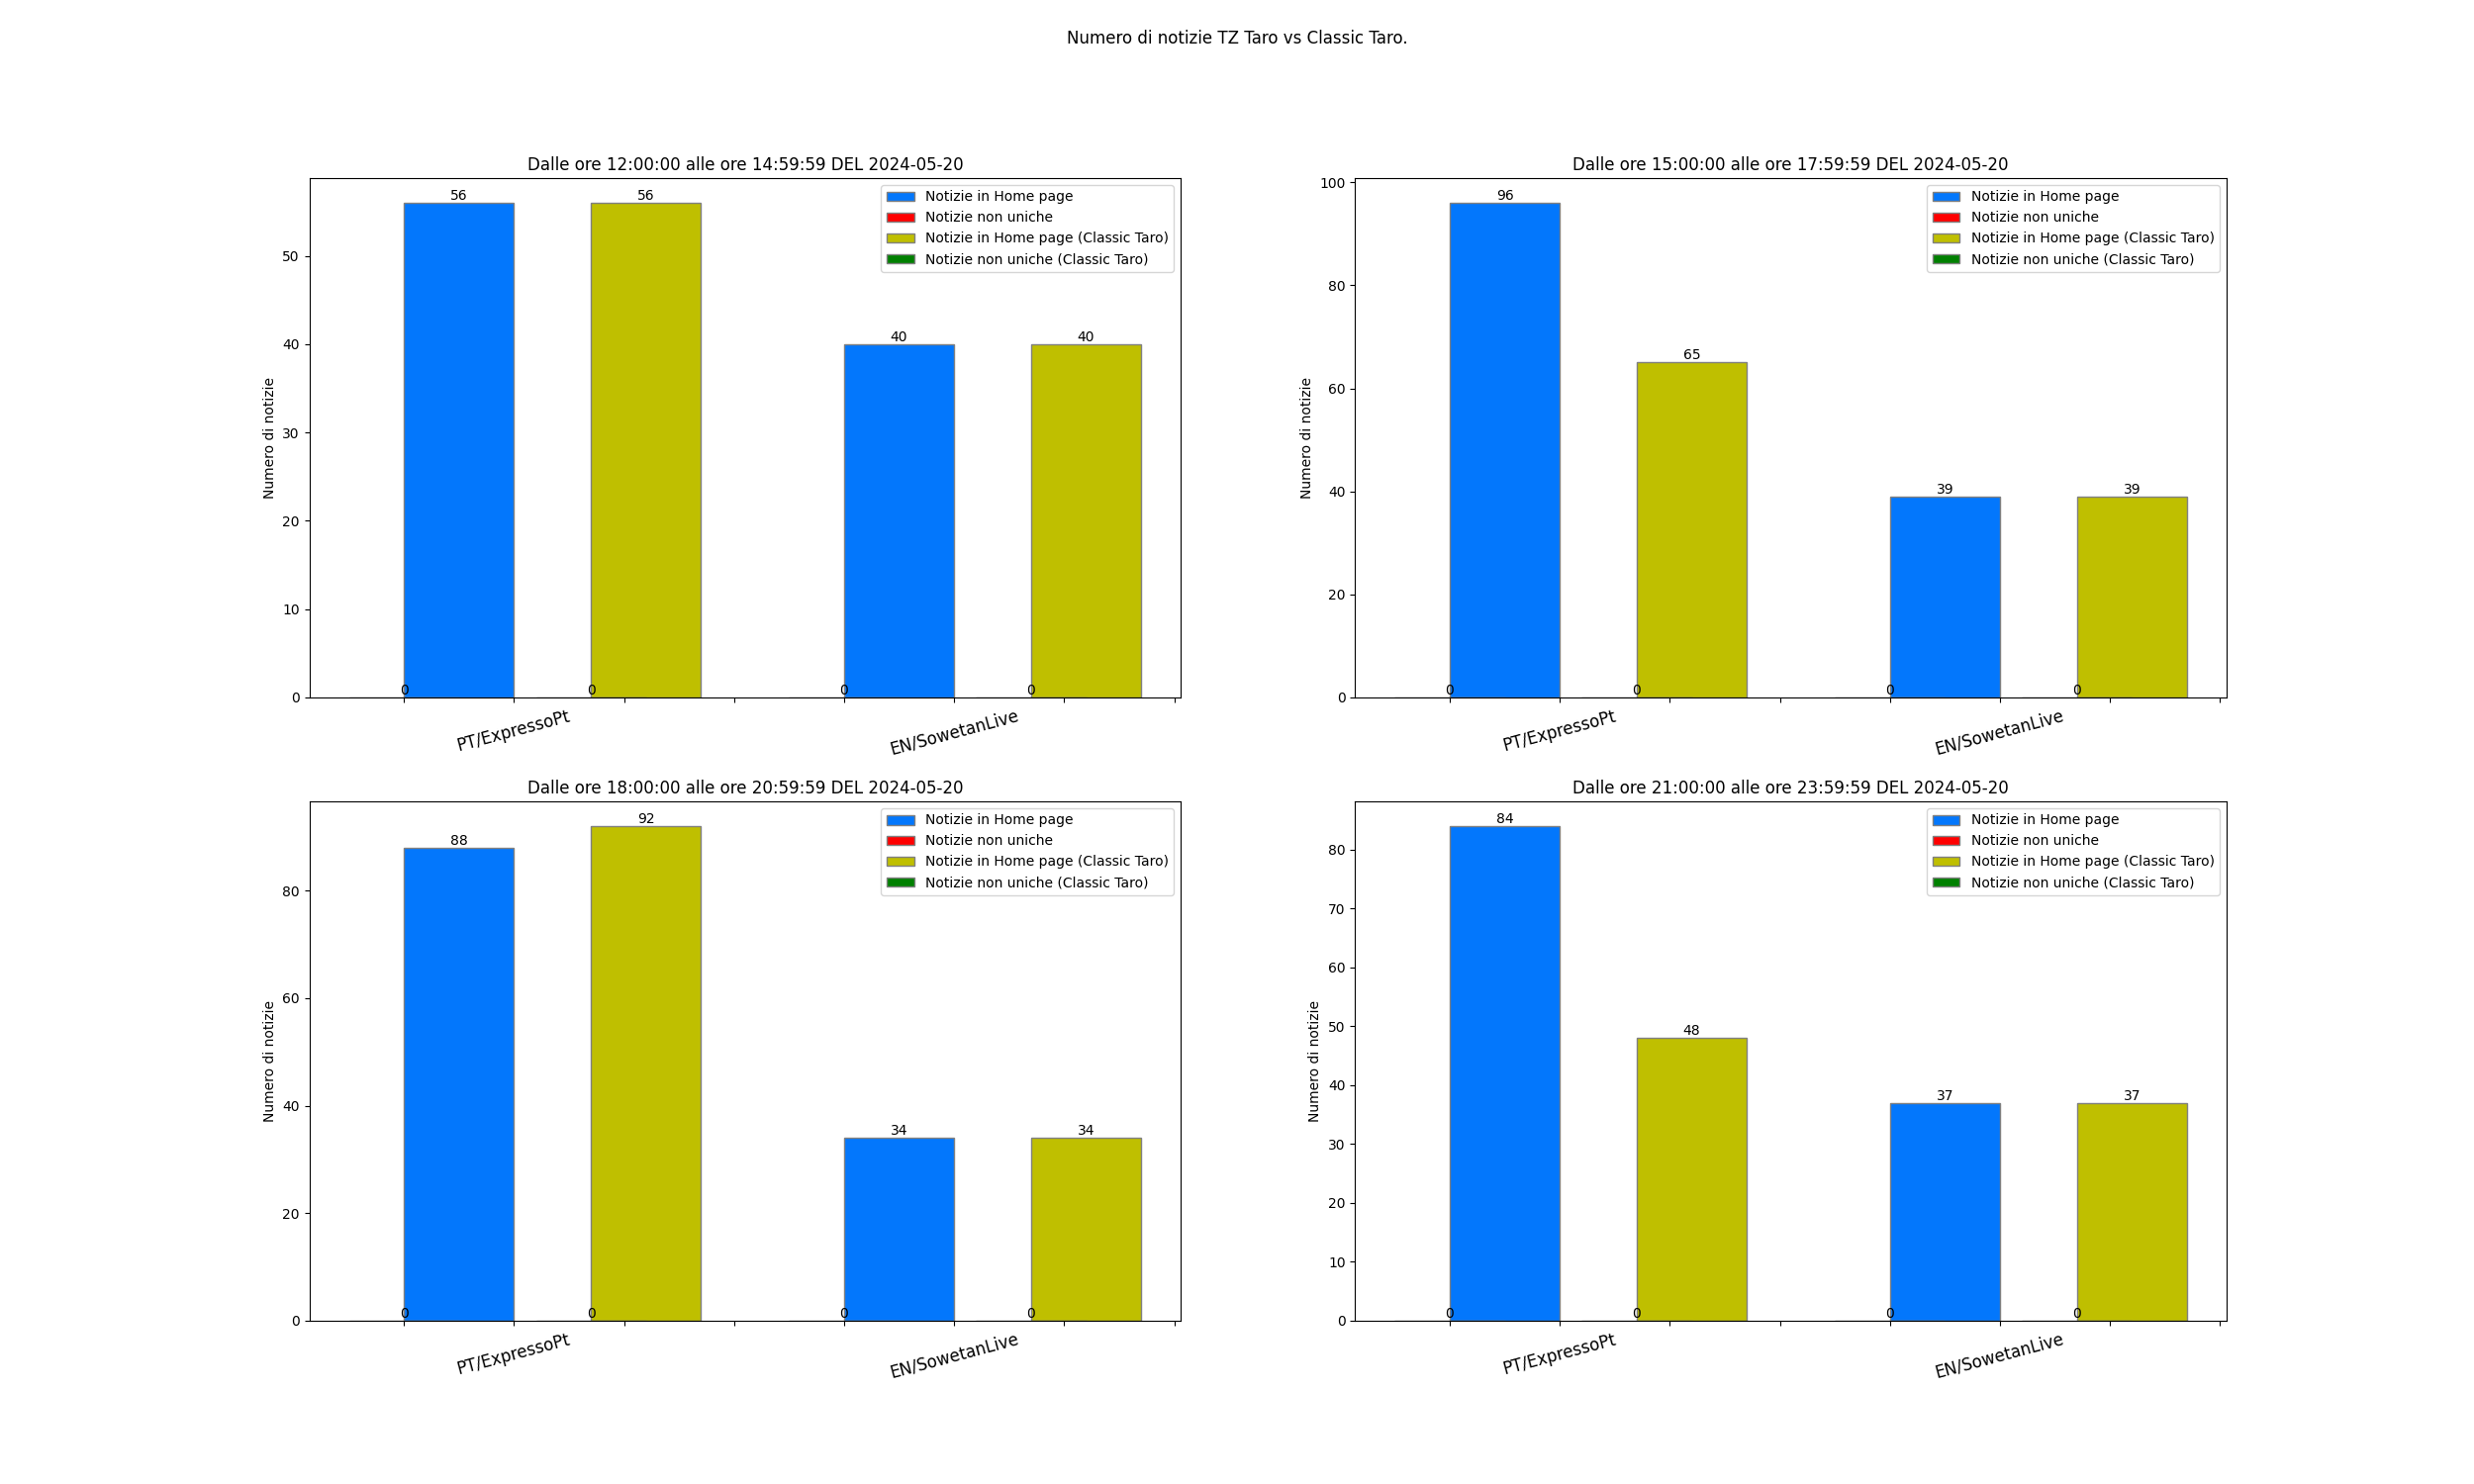 Numero di notizie TZ Taro vs Classic Taro.
Dalle ore 12:00:00 alle ore 14:59:59 DEL 2024-05-20
Numero di notizie
50
40
30
20
10
0
56
56
40
40
0
0
0
0
Notizie in Home page
Notizie non uniche
Notizie in Home page (Classic Taro)
Notizie non uniche (Classic Taro)
PT/ExpressoPt
EN/SowetanLive
Dalle ore 15:00:00 alle ore 17:59:59 DEL 2024-05-20
Numero di notizie
100
80
60
40
20
0
96
65
39
39
0
0
0
0
Notizie in Home page
Notizie non uniche
Notizie in Home page (Classic Taro)
Notizie non uniche (Classic Taro)
PT/ExpressoPt
EN/SowetanLive
Dalle ore 18:00:00 alle ore 20:59:59 DEL 2024-05-20
Numero di notizie
80
60
40
20
0
88
92
34
34
0
0
0
0
Notizie in Home page
Notizie non uniche
Notizie in Home page (Classic Taro)
Notizie non uniche (Classic Taro)
PT/ExpressoPt
EN/SowetanLive
Dalle ore 21:00:00 alle ore 23:59:59 DEL 2024-05-20
Numero di notizie
80
70
60
50
40
30
20
10
0
84
48
37
37
0
0
0
0
Notizie in Home page
Notizie non uniche
Notizie in Home page (Classic Taro)
Notizie non uniche (Classic Taro)
PT/ExpressoPt
EN/SowetanLive